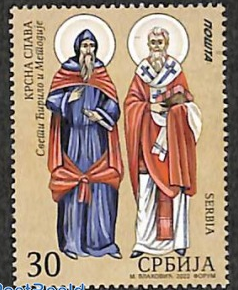 КРСНА СЛАВА
Свети Ћирило и Методије
ПОШТА
SERBIA
30
СРБИЈА
М. ВЛАХОВИЋ 2022 ФОРУМ